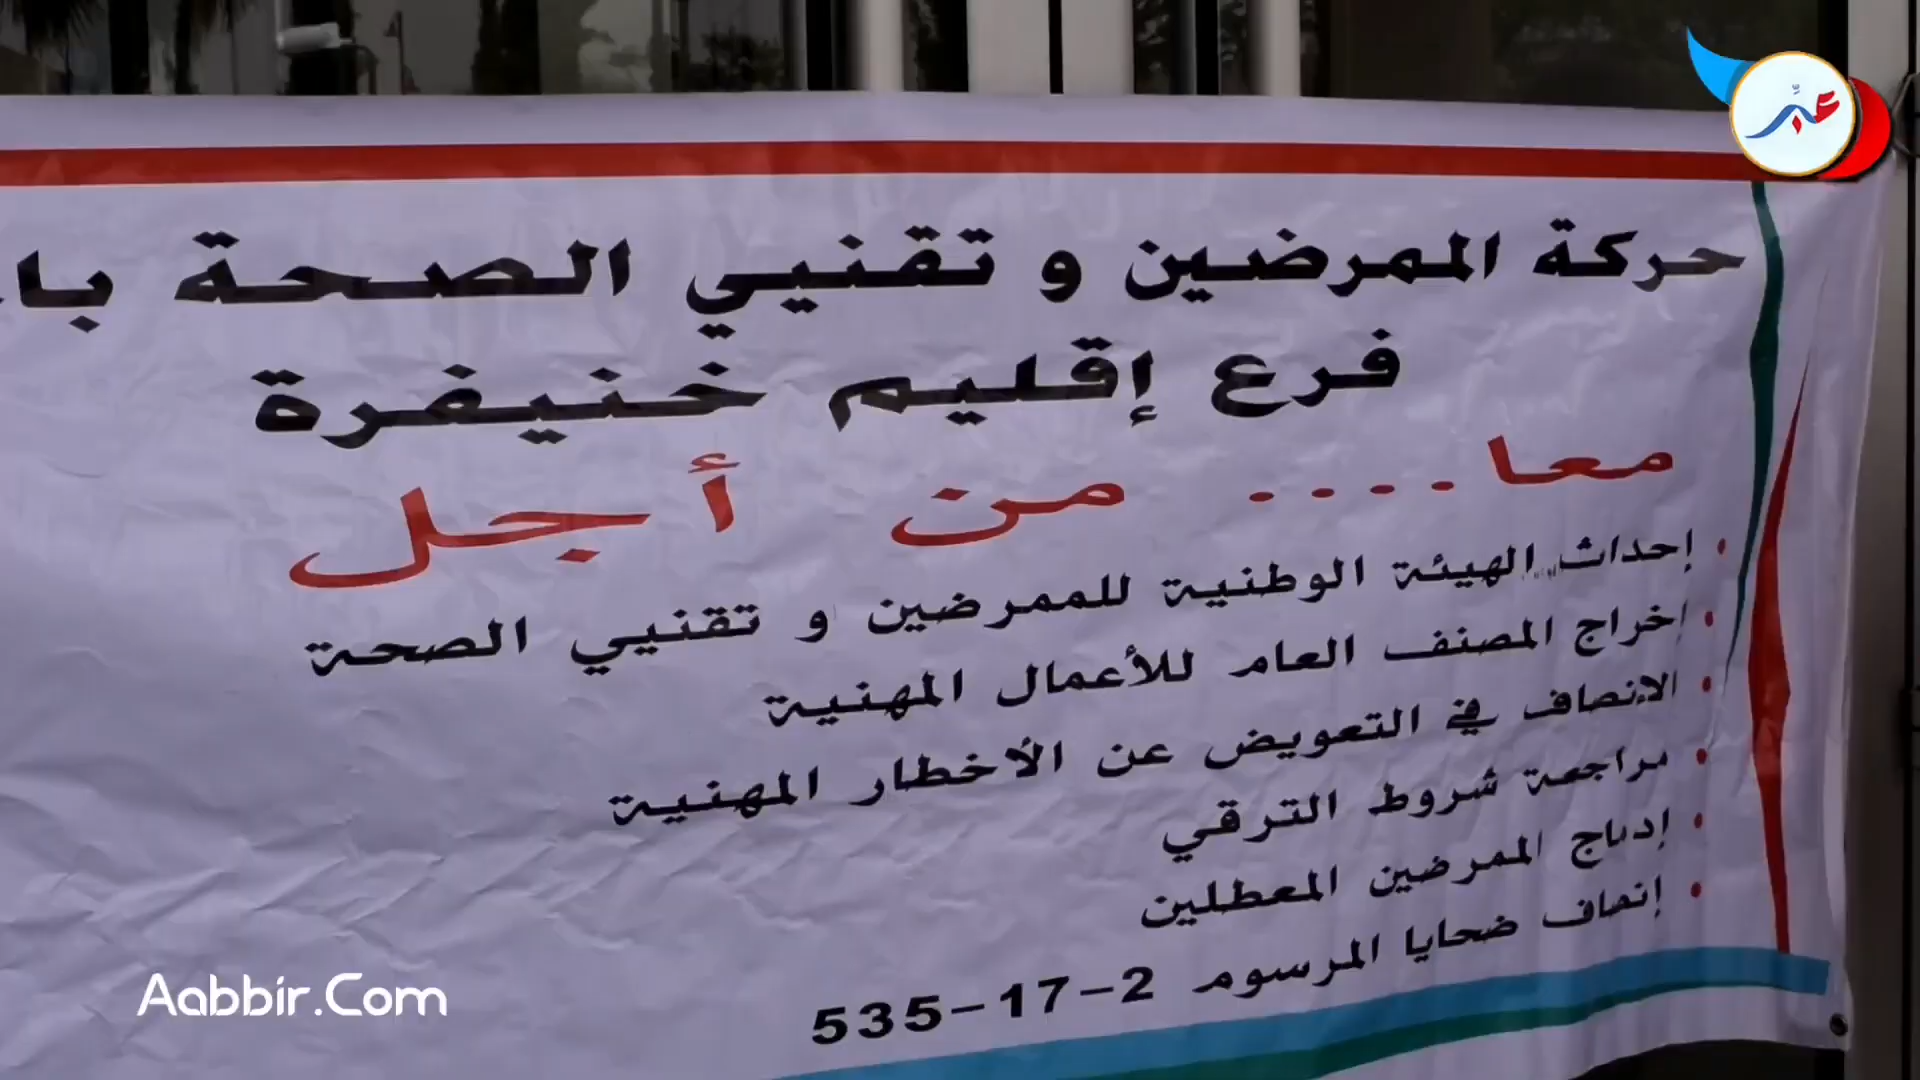 عبّر
حركة الممرضين و تقنيي الصحة
فرع إقليم خنيفرة
معا.... من أجل
• إحداث الهيئة الوطنية للممرضين و تقنيي الصحة
• إخراج المصنف العام للأعمال المهنية
• الإنصاف في التعويض عن الأخطار المهنية
• مراجعة شروط الترقي
• إدماج الممرضين المعطلين
• إنصاف ضحايا المرسوم 2-17-535
Aabbir.Com